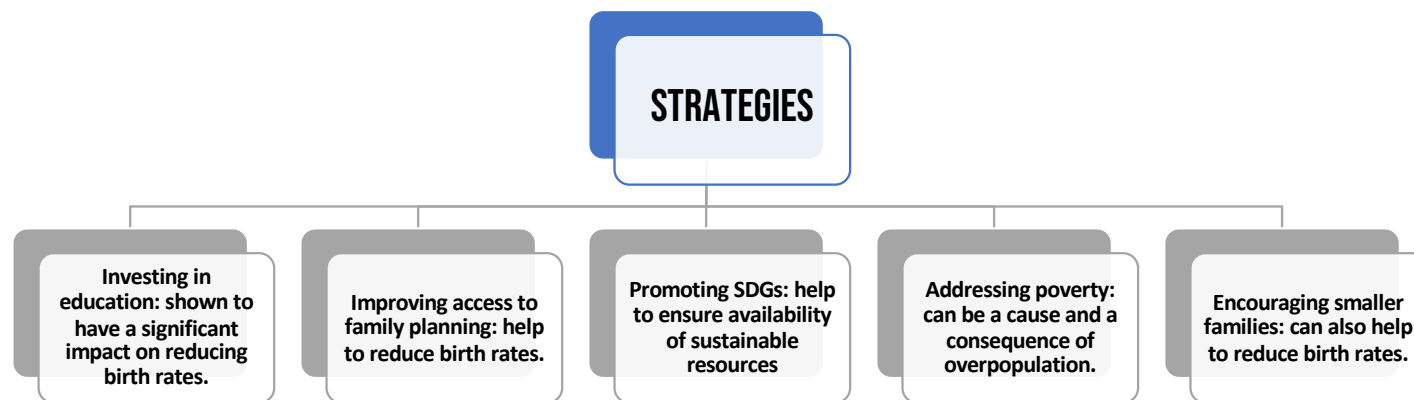 STRATEGIES
Investing in
education: shown to
have a significant
impact on reducing
birth rates.
Improving access to
family planning: help
to reduce birth rates.
Promoting SDGs: help
to ensure availability
of sustainable
resources
Addressing poverty:
can be a cause and a
consequence of
overpopulation.
Encouraging smaller
families: can also help
to reduce birth rates.